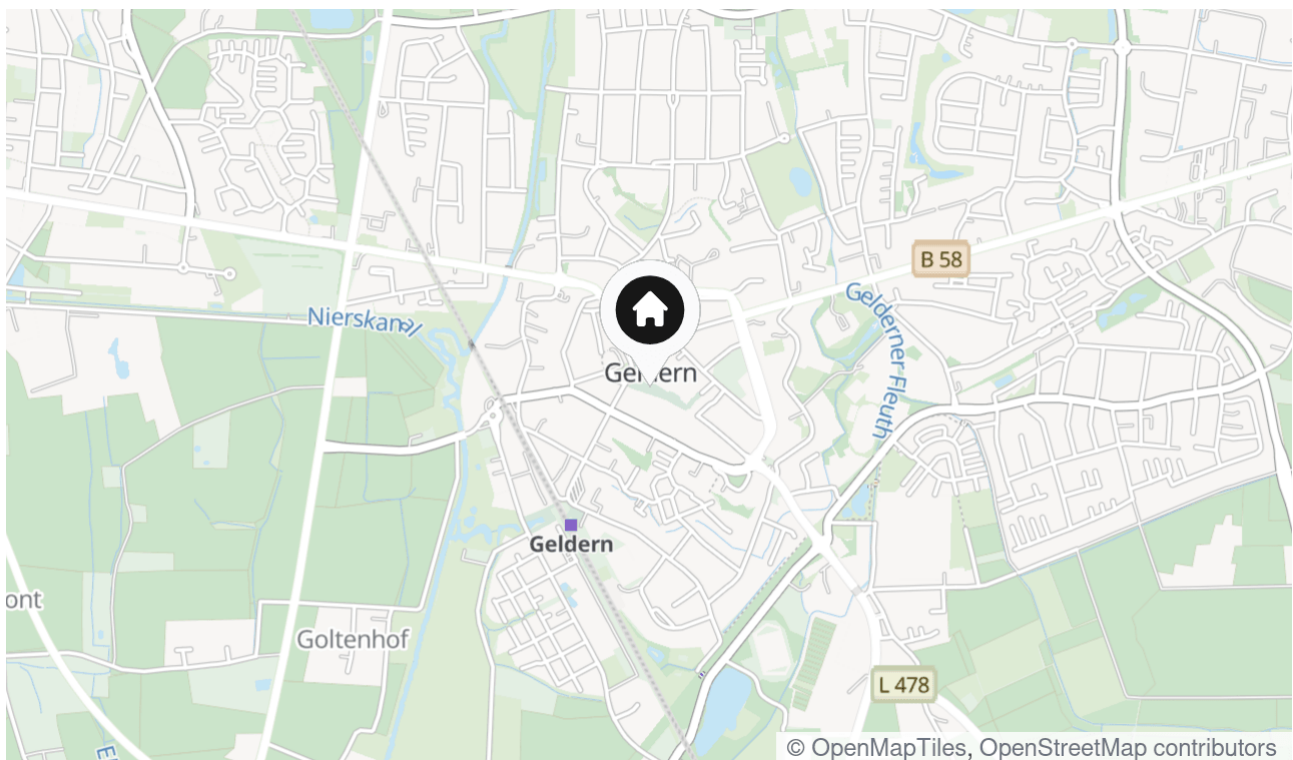 B 58
Nierskanal
Gelderner Fleuth
Geldern
Geldern
ont
Goltenhof
L 478
© OpenMapTiles, OpenStreetMap contributors